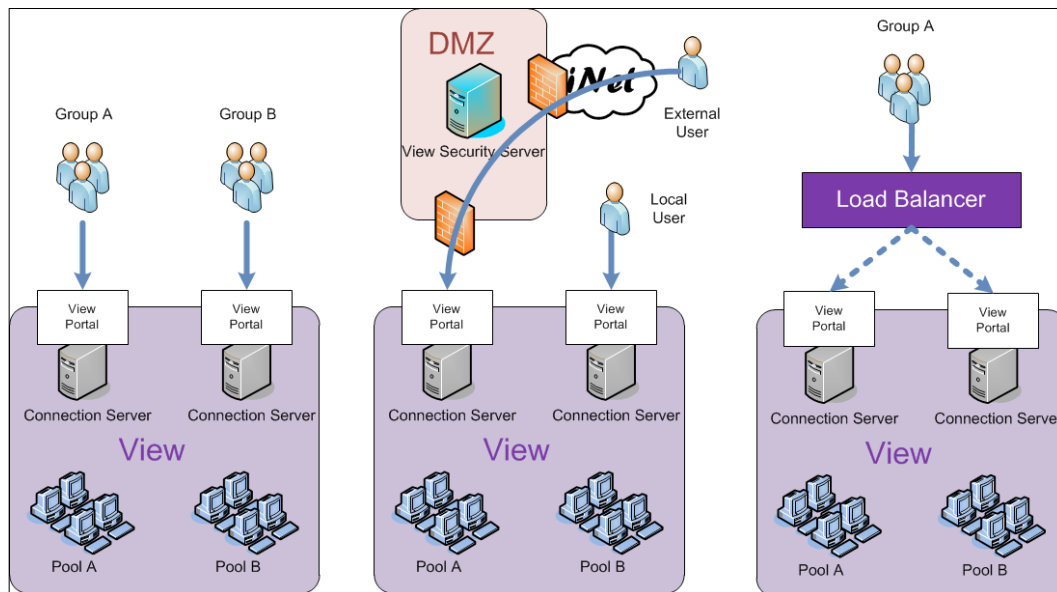 Group A
Group B
View
Portal
View
Portal
Connection Server
Connection Server
View
Pool A
Pool B
DMZ
iNet
View Security Server
External
User
Local
User
View
Portal
View
Portal
Connection Server
Connection Server
View
Pool A
Pool B
Group A
Load Balancer
View
Portal
View
Portal
Connection Server
Connection Server
View
Pool A
Pool B